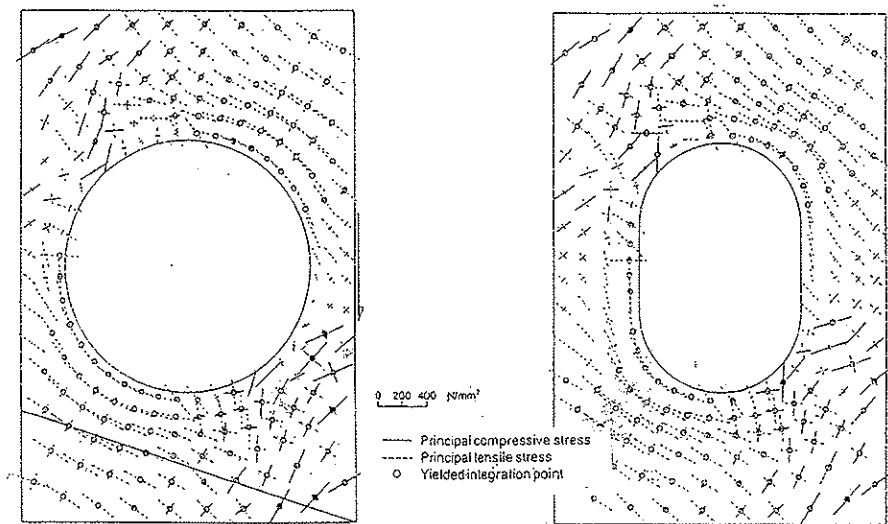 0 200 400 N/mm²
Principal compressive stress
Principal tensile stress
Yielded integration point